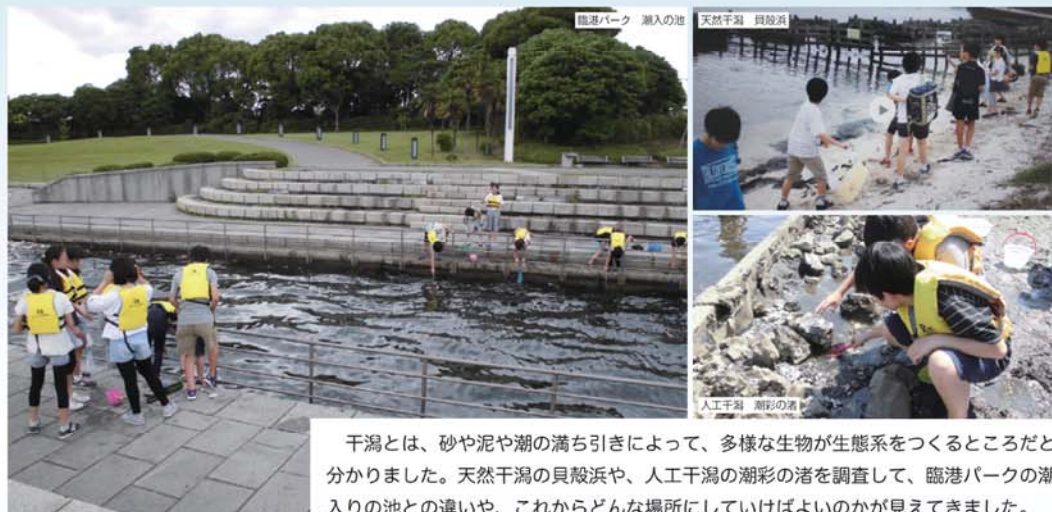 臨港パーク　潮入の池
天然干潟　貝殻浜
人工干潟　潮彩の渚
干潟とは、砂や泥や潮の満ち引きによって、多様な生物が生態系をつくるところだと
分かりました。天然干潟の貝殻浜や、人工干潟の潮彩の渚を調査して、臨港パークの潮
入りの池との違いや、これからどんな場所にしていけばよいのかが見えてきました。